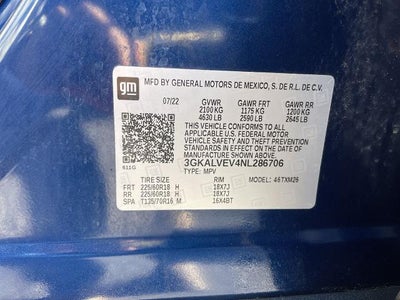 gm
MFD BY GENERAL MOTORS DE MEXICO, S. DE R.L. DE C.V.
07/22 GVWR GAWR FRT GAWR RR
2100 KG 1175 KG 1200 KG
4630 LB 2590 LB 2645 LB
THIS VEHICLE CONFORMS TO ALL
APPLICABLE U.S. FEDERAL MOTOR
VEHICLE SAFETY AND THEFT
PREVENTION STANDARDS IN EFFECT
ON THE DATE OF MANUFACTURE
SHOWN ABOVE.
3GKALVEV4NL286706
611G TYPE: MPV
TIRE RIM MODEL: 46TXM26
FRT 225/60R18 H 18X7J
RR 225/60R18 H 18X7J
SPA T135/70R16 M 16X4BT